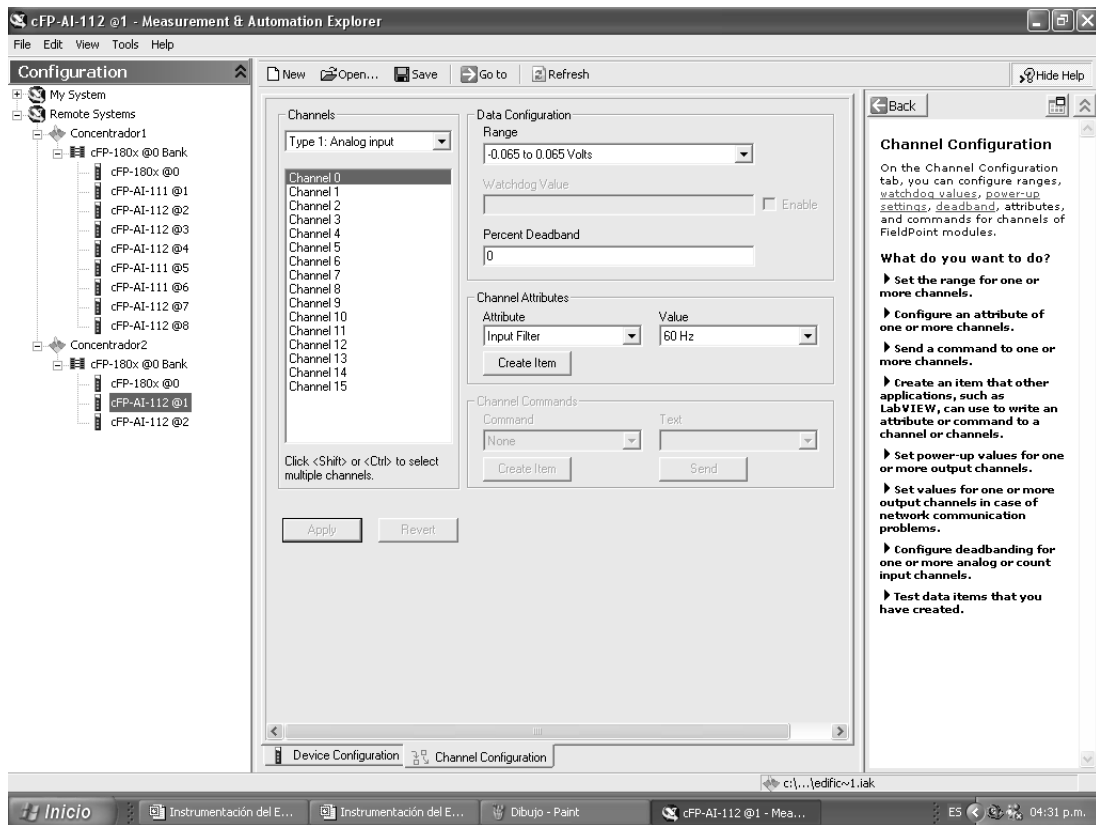 cFP-AI-112 @1 - Measurement & Automation Explorer
File Edit View Tools Help
Configuration
My System
Remote Systems
Concentrador1
cFP-180x @0 Bank
cFP-180x @0
cFP-AI-111 @1
cFP-AI-112 @2
cFP-AI-112 @3
cFP-AI-112 @4
cFP-AI-111 @5
cFP-AI-111 @6
cFP-AI-112 @7
cFP-AI-112 @8
Concentrador2
cFP-180x @0 Bank
cFP-180x @0
cFP-AI-112 @1
cFP-AI-112 @2
New Open... Save Go to Refresh
Hide Help
Channels
Type 1: Analog input
Channel 0
Channel 1
Channel 2
Channel 3
Channel 4
Channel 5
Channel 6
Channel 7
Channel 8
Channel 9
Channel 10
Channel 11
Channel 12
Channel 13
Channel 14
Channel 15
Click <Shift> or <Ctrl> to select
multiple channels.
Apply Revert
Data Configuration
Range
-0.065 to 0.065 Volts
Watchdog Value
Enable
Percent Deadband
0
Channel Attributes
Attribute Value
Input Filter 60 Hz
Create Item
Channel Commands
Command Text
None
Create Item Send
Device Configuration Channel Configuration
Back
Channel Configuration
On the Channel Configuration
tab, you can configure ranges,
watchdog values, power-up
settings, deadband, attributes,
and commands for channels of
FieldPoint modules.
What do you want to do?
Set the range for one or
more channels.
Configure an attribute of
one or more channels.
Send a command to one or
more channels.
Create an item that other
applications, such as
LabVIEW, can use to write an
attribute or command to a
channel or channels.
Set power-up values for one
or more output channels.
Set values for one or more
output channels in case of
network communication
problems.
Configure deadbanding for
one or more analog or count
input channels.
Test data items that you
have created.
c:\...\edific~1.iak
Inicio Instrumentación del E... Instrumentación del E... Dibujo - Paint cFP-AI-112 @1 - Mea... ES 04:31 p.m.